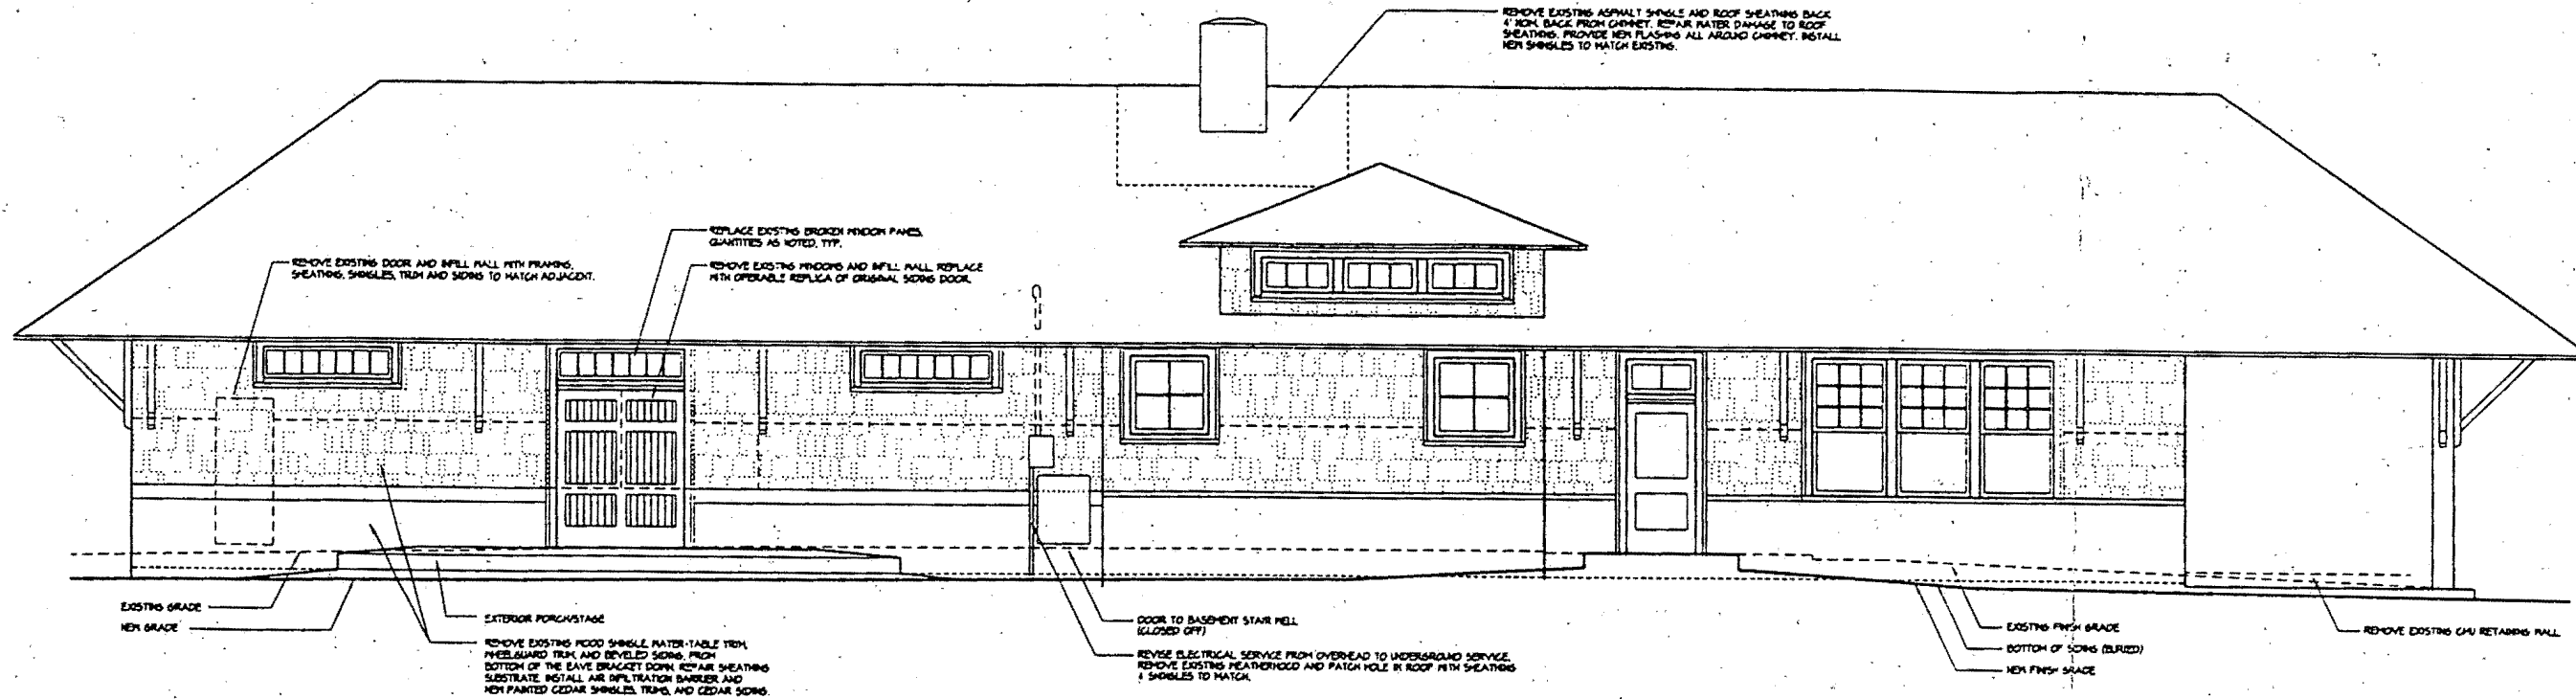 REMOVE EXISTING ASPHALT SHINGLE AND ROOF SHEATHING BACK
4' BACK FROM CHIMNEY. REPAIR WATER DAMAGE TO ROOF
SHEATHING. PROVIDE NEW FLASHING ALL AROUND CHIMNEY. INSTALL
NEW SHINGLES TO MATCH EXISTING.
REPLACE EXISTING BROKEN WINDOW PANES,
QUANTITIES AS NOTED, TYP.
REMOVE EXISTING DOOR AND INFILL WALL WITH FRAMING,
SHEATHING, SHINGLES, TRIM AND SIDING TO MATCH ADJACENT.
REMOVE EXISTING WINDOWS AND INFILL WALL. REPLACE
WITH OPERABLE REPLICA OF ORIGINAL SIDING DOOR.
EXISTING GRADE
NEW GRADE
EXTERIOR PORCH/STAGE
REMOVE EXISTING WOOD SHINGLE, WATER-TABLE TRIM,
WHEELGUARD TRIM, AND BEVELED SIDING, FROM
BOTTOM OF THE EAVE BRACKET DOWN. REPAIR SHEATHING
SUBSTRATE. INSTALL AIR INFILTRATION BARRIER AND
NEW PAINTED CEDAR SHINGLES, TRIMS, AND CEDAR SIDING.
DOOR TO BASEMENT STAIR WELL
(CLOSED OFF)
REVISE ELECTRICAL SERVICE FROM OVERHEAD TO UNDERGROUND SERVICE.
REMOVE EXISTING WEATHERHOOD AND PATCH HOLE IN ROOF WITH SHEATHING
& SHINGLES TO MATCH.
EXISTING FINISH GRADE
BOTTOM OF SIDING (BURIED)
NEW FINISH GRADE
REMOVE EXISTING CMU RETAINING WALL